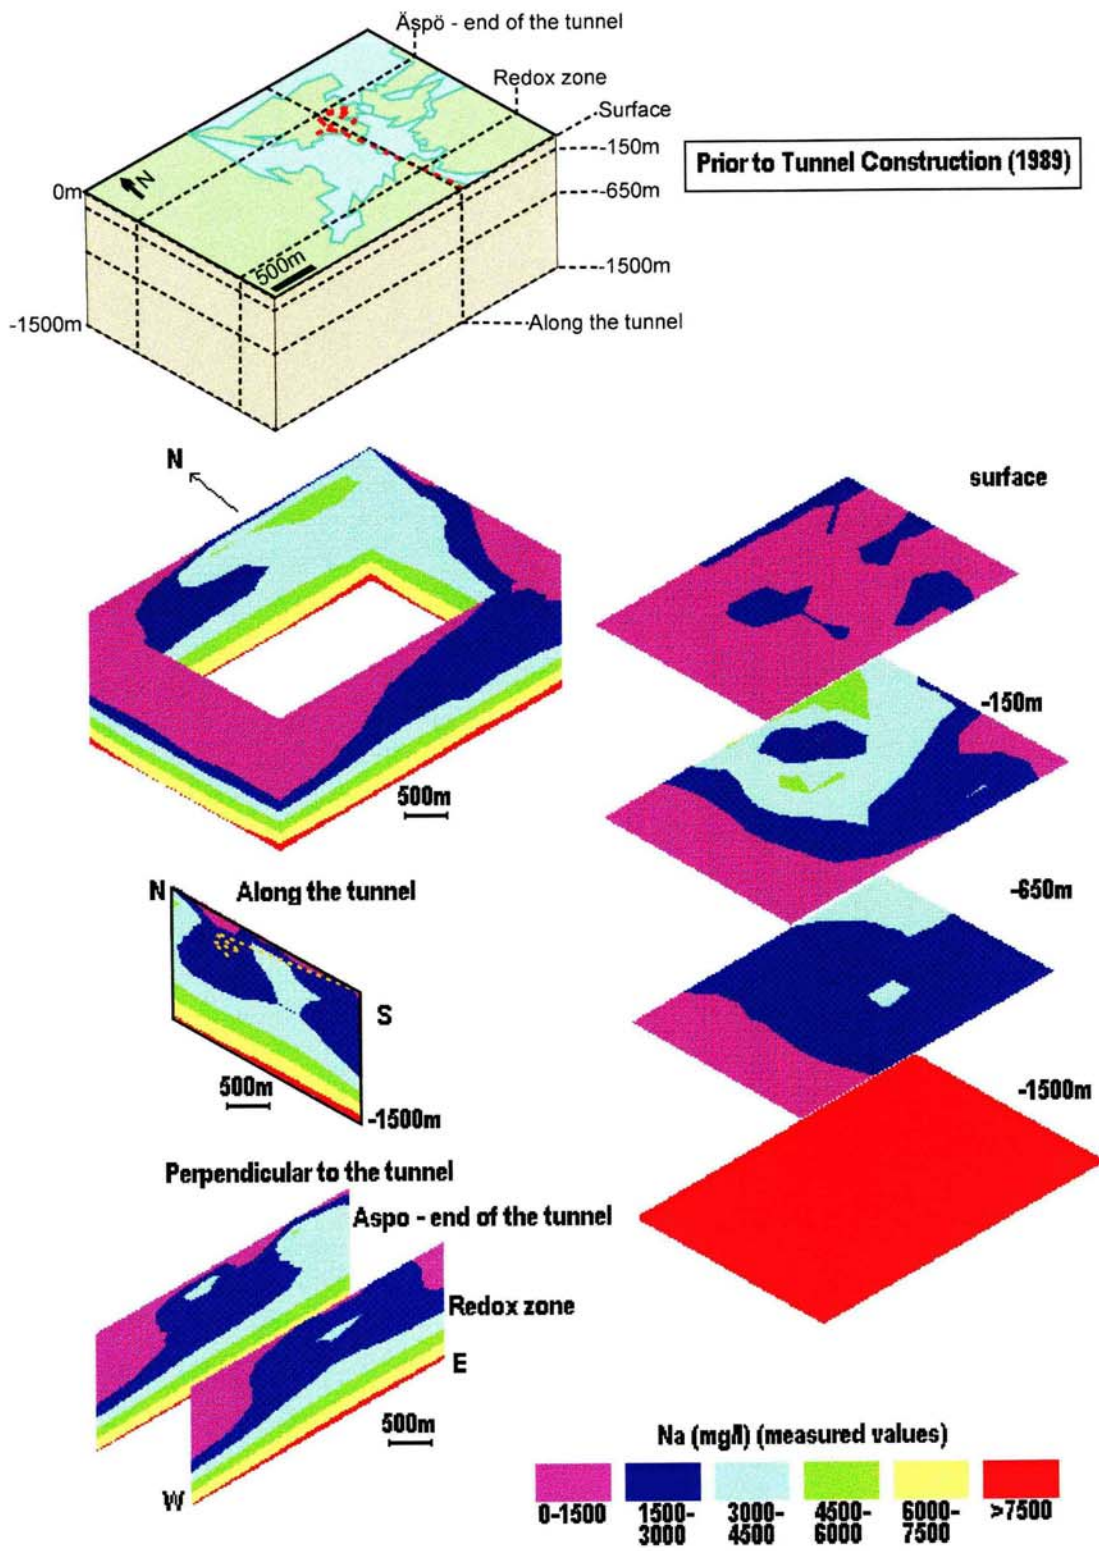 Äspö - end of the tunnel
Redox zone
Surface
-150m
Prior to Tunnel Construction (1989)
N
0m
-650m
500m
-1500m
-1500m
Along the tunnel
N
surface
-150m
500m
N
Along the tunnel
-650m
S
500m
-1500m
-1500m
Perpendicular to the tunnel
Aspo - end of the tunnel
Redox zone
E
500m
Na (mg/l) (measured values)
W
0-1500
1500-
3000
3000-
4500
4500-
6000
6000-
7500
>7500